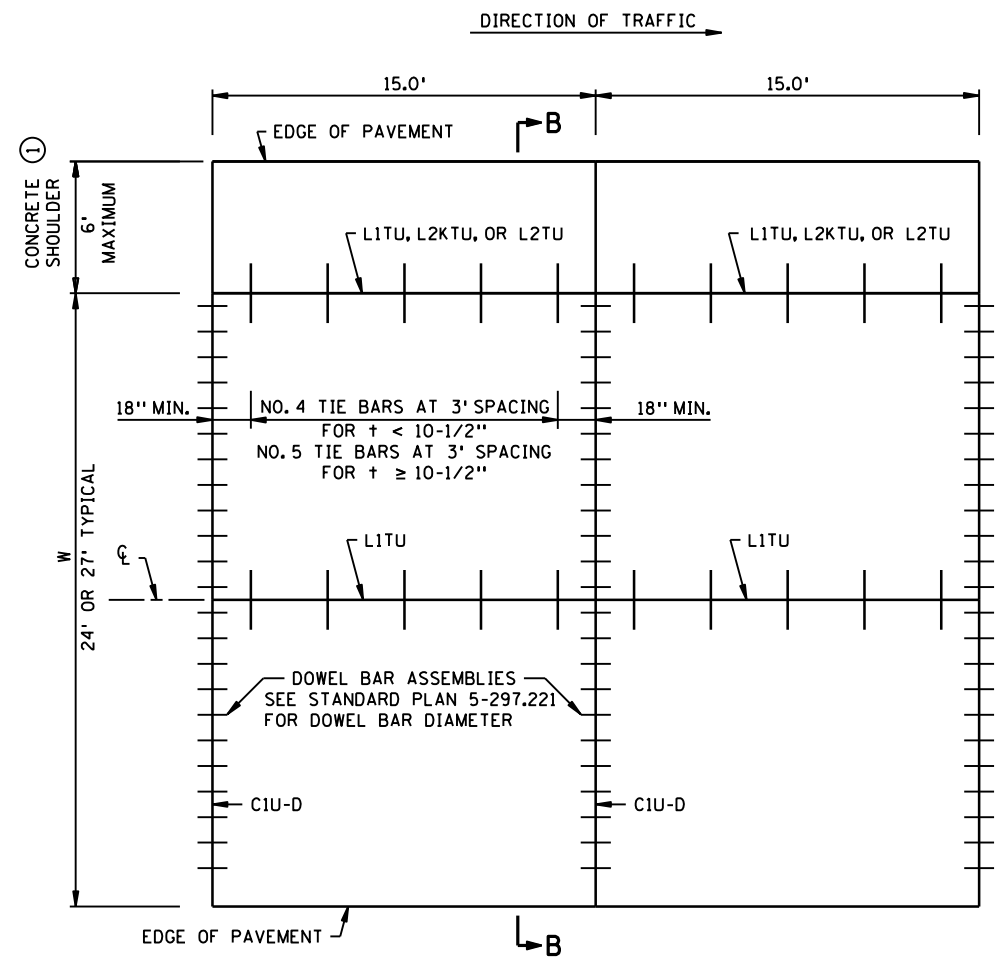 DIRECTION OF TRAFFIC
15.0'
15.0'
B
EDGE OF PAVEMENT
1
CONCRETE
SHOULDER
6'
MAXIMUM
L1TU, L2KTU, OR L2TU
L1TU, L2KTU, OR L2TU
18" MIN.
NO. 4 TIE BARS AT 3' SPACING
FOR t < 10-1/2"
NO. 5 TIE BARS AT 3' SPACING
FOR t ≥ 10-1/2"
18" MIN.
W
24' OR 27' TYPICAL
℄
L1TU
L1TU
DOWEL BAR ASSEMBLIES
SEE STANDARD PLAN 5-297.221
FOR DOWEL BAR DIAMETER
C1U-D
C1U-D
EDGE OF PAVEMENT
B